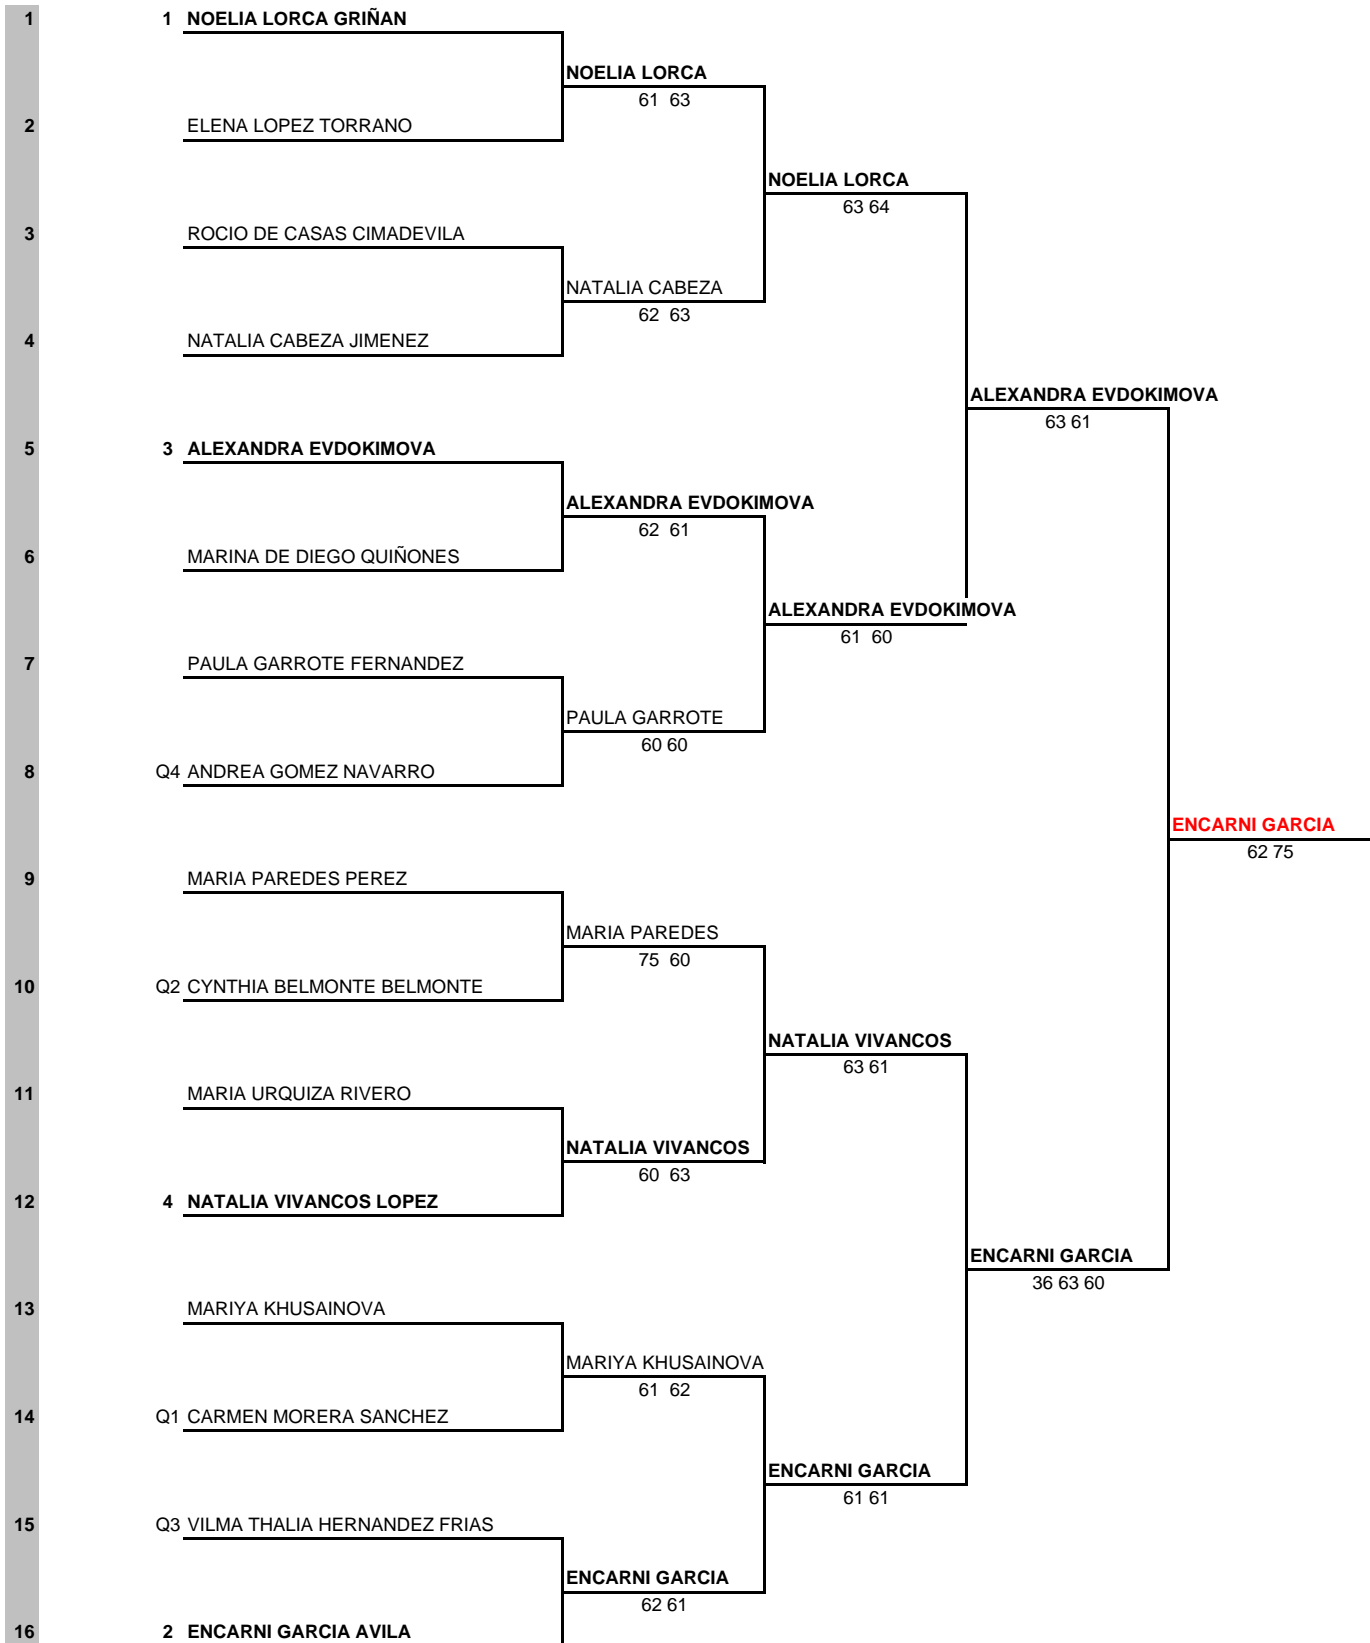 1 1 NOELIA LORCA GRIÑAN
NOELIA LORCA
61 63
2 ELENA LOPEZ TORRANO
NOELIA LORCA
63 64
3 ROCIO DE CASAS CIMADEVILA
NATALIA CABEZA
62 63
4 NATALIA CABEZA JIMENEZ
ALEXANDRA EVDOKIMOVA
63 61
5 3 ALEXANDRA EVDOKIMOVA
ALEXANDRA EVDOKIMOVA
62 61
6 MARINA DE DIEGO QUIÑONES
ALEXANDRA EVDOKIMOVA
61 60
7 PAULA GARROTE FERNANDEZ
PAULA GARROTE
60 60
8 Q4 ANDREA GOMEZ NAVARRO
ENCARNI GARCIA
62 75
9 MARIA PAREDES PEREZ
MARIA PAREDES
75 60
10 Q2 CYNTHIA BELMONTE BELMONTE
NATALIA VIVANCOS
63 61
11 MARIA URQUIZA RIVERO
NATALIA VIVANCOS
60 63
12 4 NATALIA VIVANCOS LOPEZ
ENCARNI GARCIA
36 63 60
13 MARIYA KHUSAINOVA
MARIYA KHUSAINOVA
61 62
14 Q1 CARMEN MORERA SANCHEZ
ENCARNI GARCIA
61 61
15 Q3 VILMA THALIA HERNANDEZ FRIAS
ENCARNI GARCIA
62 61
16 2 ENCARNI GARCIA AVILA